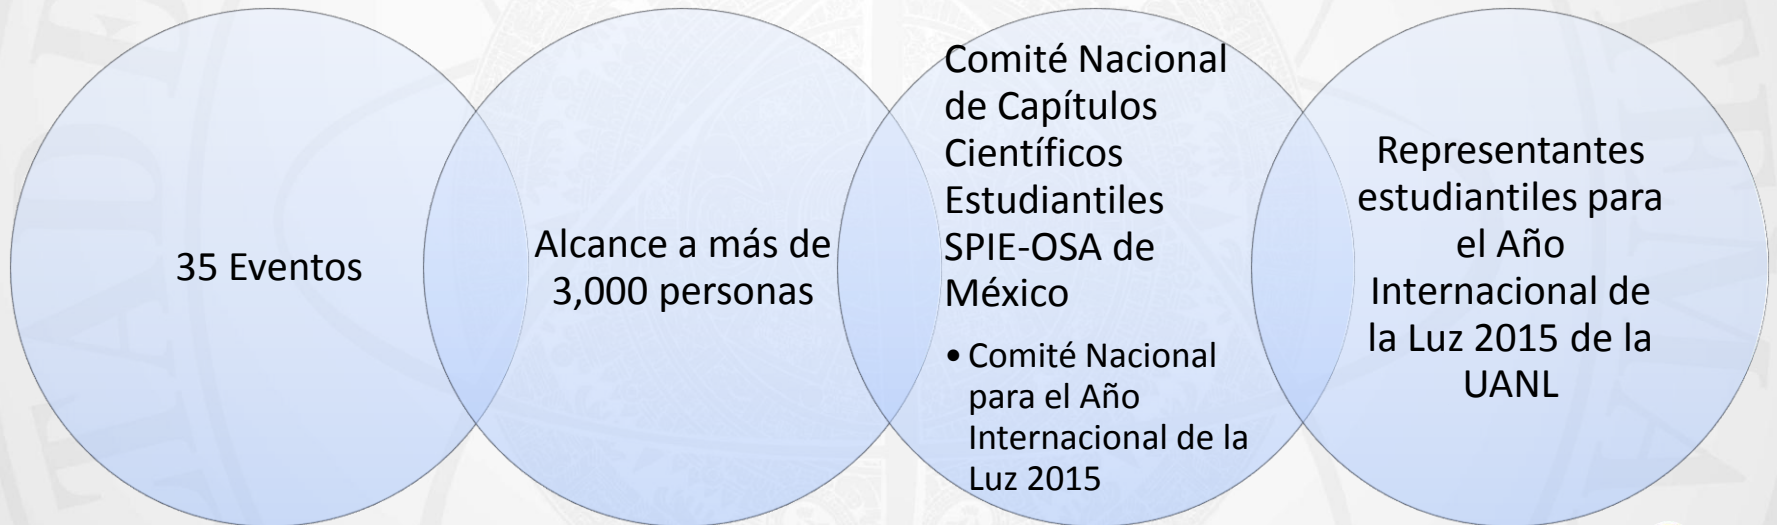 35 Eventos
Alcance a más de
3,000 personas
Comité Nacional
de Capítulos
Científicos
Estudiantiles
SPIE-OSA de
México
• Comité Nacional
para el Año
Internacional de la
Luz 2015
Representantes
estudiantiles para
el Año
Internacional de
la Luz 2015 de la
UANL